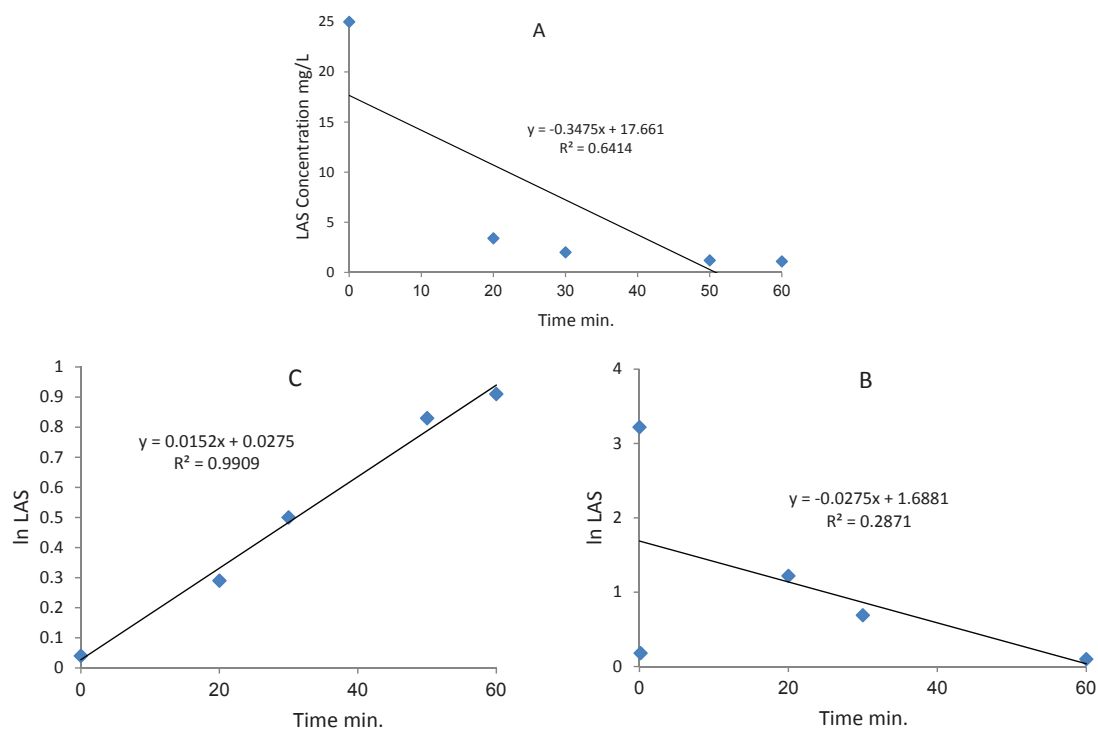 A
25
20
15
10
5
0
LAS Concentration mg/L
y = -0.3475x + 17.661
R² = 0.6414
0 10 20 30 40 50 60
Time min.
C
1
0.9
0.8
0.7
0.6
0.5
0.4
0.3
0.2
0.1
0
ln LAS
y = 0.0152x + 0.0275
R² = 0.9909
0 20 40 60
Time min.
B
4
3
2
1
0
ln LAS
y = -0.0275x + 1.6881
R² = 0.2871
0 20 40 60
Time min.